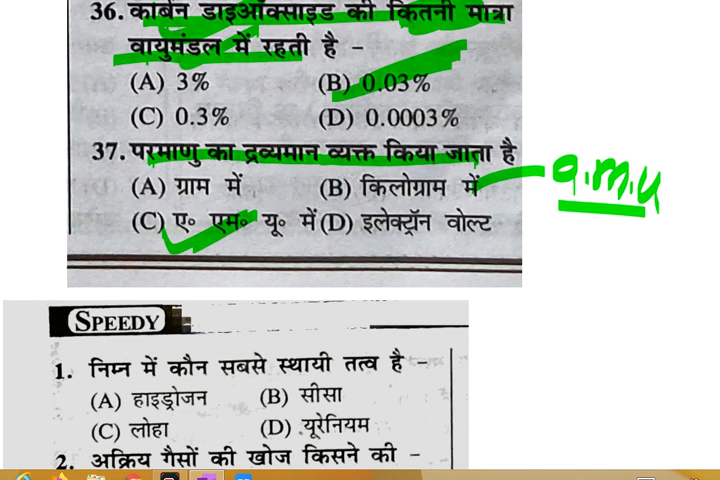 36. कार्बन डाइऑक्साइड की कितनी मात्रा
वायुमंडल में रहती है -
(A) 3% (B) 0.03%
(C) 0.3% (D) 0.0003%
37. परमाणु का द्रव्यमान व्यक्त किया जाता है
(A) ग्राम में (B) किलोग्राम में
a.m.u
(C) ए० एम० यू० में (D) इलेक्ट्रॉन वोल्ट
SPEEDY
1. निम्न में कौन सबसे स्थायी तत्व है -
(A) हाइड्रोजन (B) सीसा
(C) लोहा (D) यूरेनियम
2. अक्रिय गैसों की खोज किसने की -